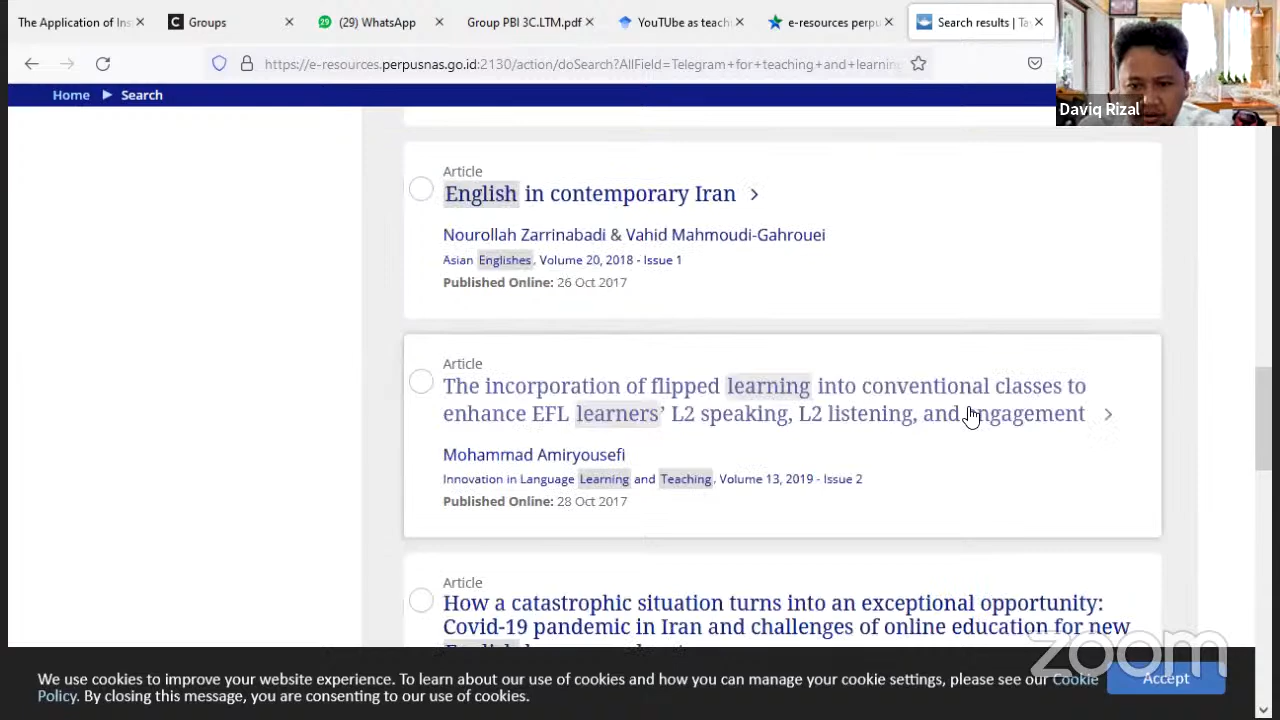 The Application of Ins
Groups
(29) WhatsApp
Group PBI 3C.LTM.pdf
YouTube as teach
e-resources perpu
Search results | Ta
https://e-resources.perpusnas.go.id:2130/action/doSearch?AllField=Telegram+for+teaching+and+learning
Daviq Rizal
Home ▶ Search
Article
English in contemporary Iran
Nourollah Zarrinabadi & Vahid Mahmoudi-Gahrouei
Asian Englishes, Volume 20, 2018 - Issue 1
Published Online: 26 Oct 2017
Article
The incorporation of flipped learning into conventional classes to
enhance EFL learners' L2 speaking, L2 listening, and engagement
Mohammad Amiryousefi
Innovation in Language Learning and Teaching, Volume 13, 2019 - Issue 2
Published Online: 28 Oct 2017
Article
How a catastrophic situation turns into an exceptional opportunity:
Covid-19 pandemic in Iran and challenges of online education for new
English
zoom
We use cookies to improve your website experience. To learn about our use of cookies and how you can manage your cookie settings, please see our Cookie
Policy. By closing this message, you are consenting to our use of cookies.
Accept